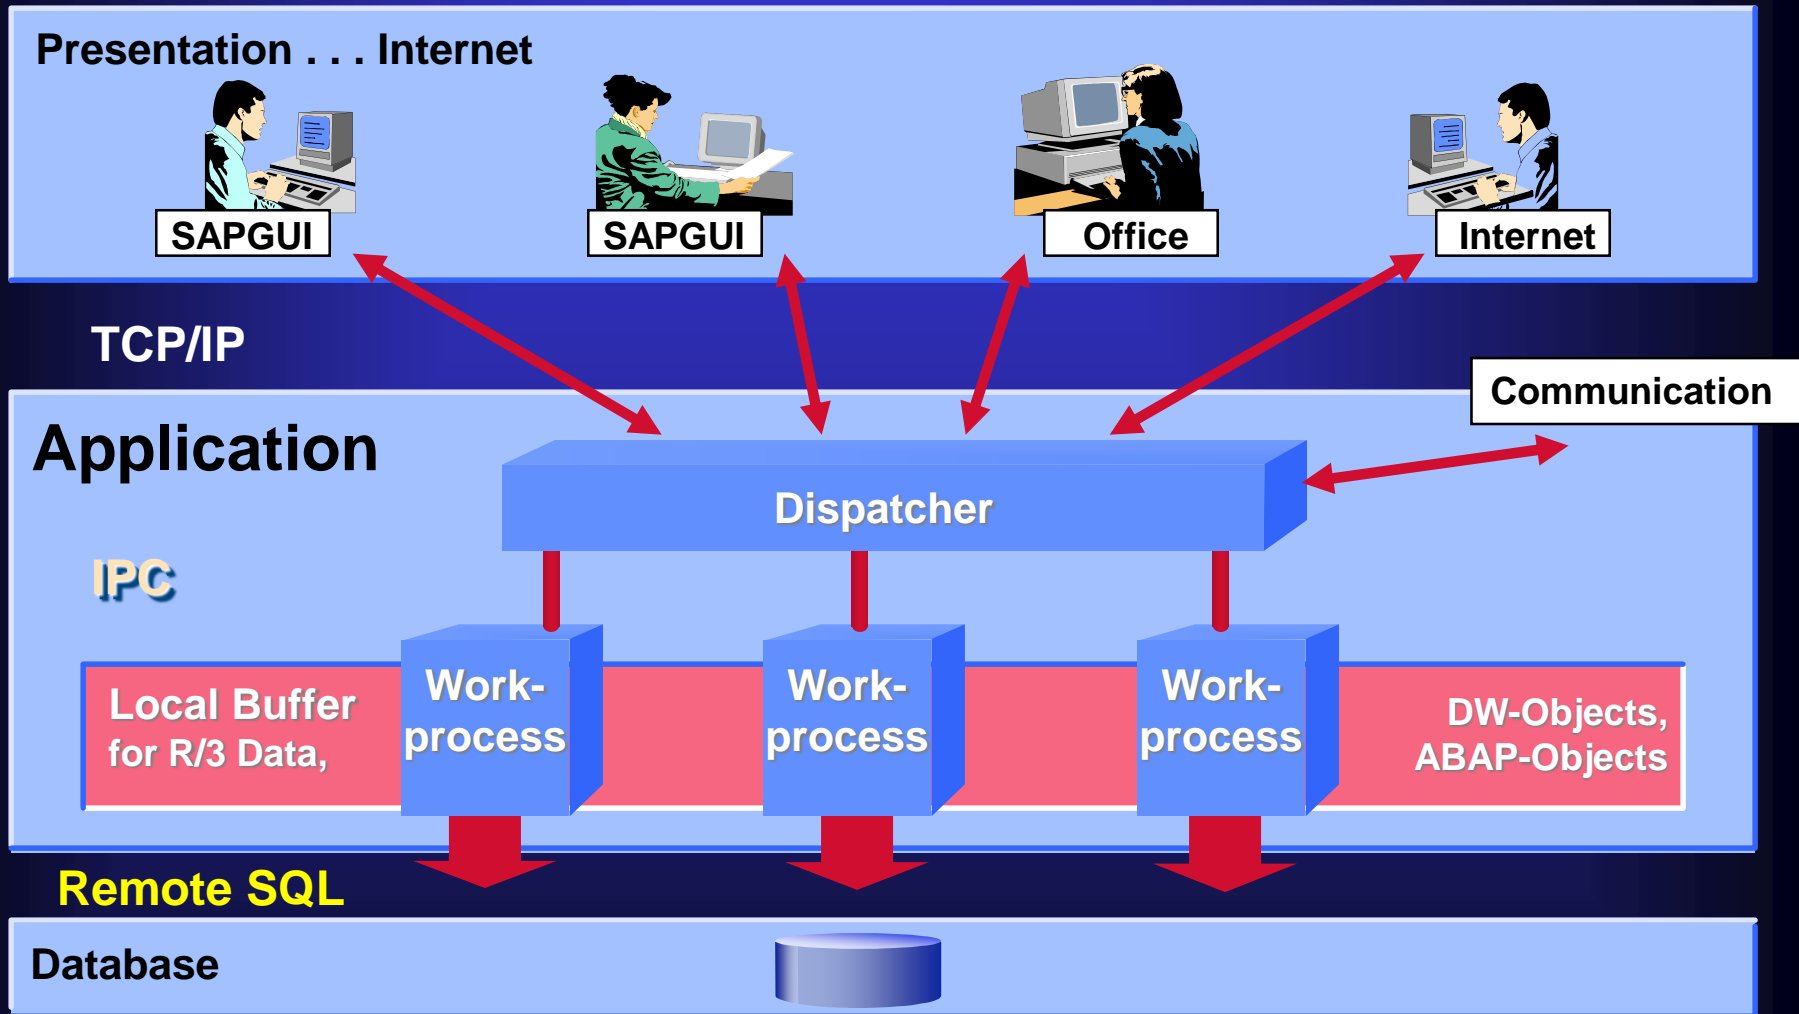 Presentation . . . Internet
SAPGUI
SAPGUI
Office
Internet
TCP/IP
Communication
Application
Dispatcher
IPC
Local Buffer
for R/3 Data,
Work-
process
Work-
process
Work-
process
DW-Objects,
ABAP-Objects
Remote SQL
Database